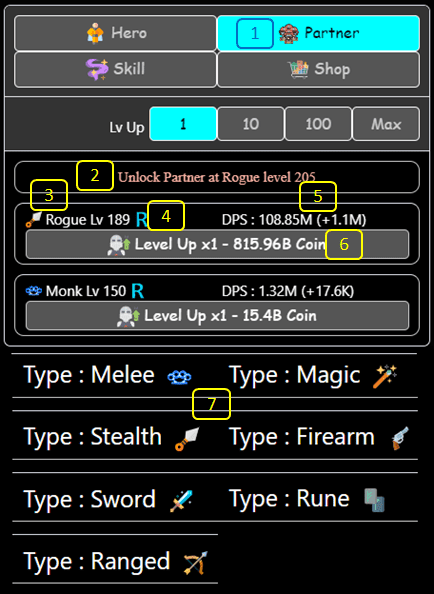 Hero 1 Partner
Skill Shop
Lv Up 1 10 100 Max
2 Unlock Partner at Rogue level 205
3 5
Rogue Lv 189 R 4 DPS : 108.85M (+1.1M)
Level Up x1 - 815.96B Coin 6
Monk Lv 150 R DPS : 1.32M (+17.6K)
Level Up x1 - 15.4B Coin
Type : Melee Type : Magic
7
Type : Stealth Type : Firearm
Type : Sword Type : Rune
Type : Ranged